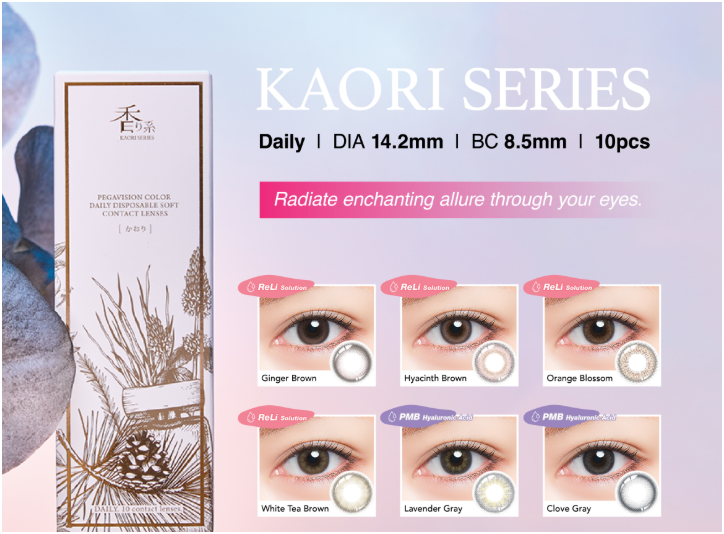 香り系
KAORI SERIES
PEGAVISION COLOR
DAILY DISPOSABLE SOFT
CONTACT LENSES
[ かおり ]
DAILY, 10 contact lenses
KAORI SERIES
Daily | DIA 14.2mm | BC 8.5mm | 10pcs
Radiate enchanting allure through your eyes.
ReLi Solution
ReLi Solution
ReLi Solution
Ginger Brown
Hyacinth Brown
Orange Blossom
ReLi Solution
PMB Hyaluronic Acid
PMB Hyaluronic Acid
White Tea Brown
Lavender Gray
Clove Gray